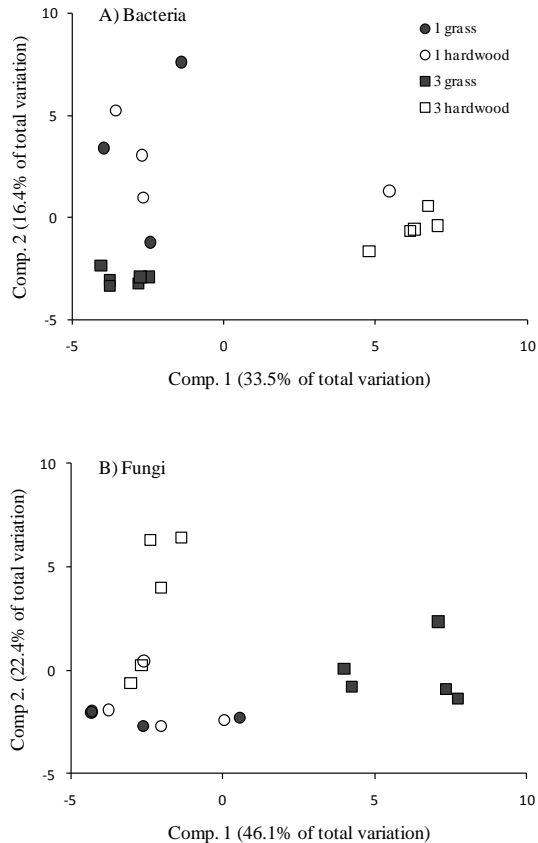 A) Bacteria
1 grass
1 hardwood
3 grass
3 hardwood
10
5
0
-5
Comp. 2 (16.4% of total variation)
-5
0
5
10
Comp. 1 (33.5% of total variation)
B) Fungi
10
5
0
-5
Comp 2. (22.4% of total variation)
-5
0
5
10
Comp. 1 (46.1% of total variation)